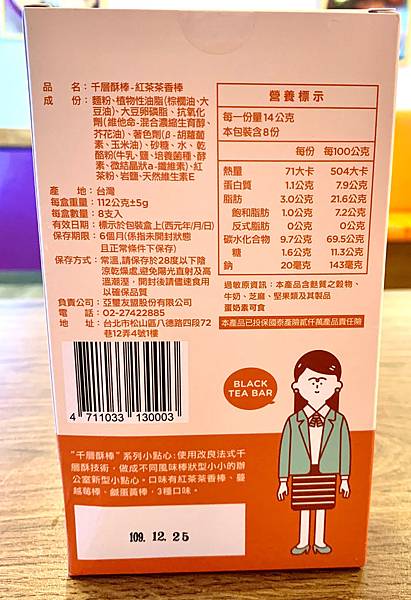 品　名：千層酥棒-紅茶茶香棒
成　份：麵粉、植物性油脂(棕櫚油、大
豆油)、大豆卵磷脂、抗氧化
劑(維他命-混合濃縮生育醇、
芥花油)、著色劑(β-胡蘿蔔
素、玉米油)、砂糖、水、乾
酪粉(牛乳、鹽、培養菌種、酵
素、微結晶狀α-纖維素)、紅
茶粉、岩鹽、天然維生素E
產　地：台灣
每盒重量：112公克±5g
每盒數量：8支入
有效日期：標示於包裝盒上(西元年/月/日)
保存期限：6個月(係指未開封狀態
且正常條件下保存)
保存方式：常溫，請保存於28度以下陰
涼乾燥處，避免陽光直射及高
溫潮溼，開封後請儘速食用
以確保品質
負責公司：亞璽友盟股份有限公司
電　話：02-27422885
地　址：台北市松山區八德路四段72
巷12弄4號1樓
營養標示
每一份量14公克
本包裝含8份
每份 每100公克
熱量 71大卡 504大卡
蛋白質 1.1公克 7.9公克
脂肪 3.0公克 21.6公克
飽和脂肪 1.0公克 7.2公克
反式脂肪 0公克 0公克
碳水化合物 9.7公克 69.5公克
糖 1.6公克 11.3公克
鈉 20毫克 143毫克
過敏原資訊：本產品含麩質之穀物、
牛奶、芝麻、堅果類及其製品
蛋奶素可食
本產品已投保國泰產險貳仟萬產品責任險
4 711033 130003
BLACK
TEA BAR
"千層酥棒"系列小點心：使用改良法式千
層酥技術，做成不同風味棒狀型小小的辦
公室新型小點心。口味有紅茶茶香棒、蔓
越莓棒、鹹蛋黃棒，3種口味。
109. 12. 25